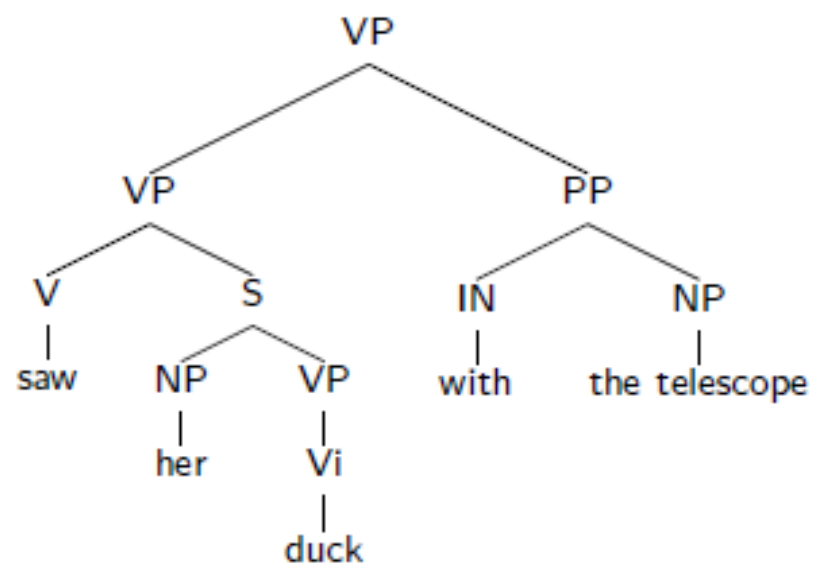 VP
VP PP
V S IN NP
saw NP VP with the telescope
her Vi
duck